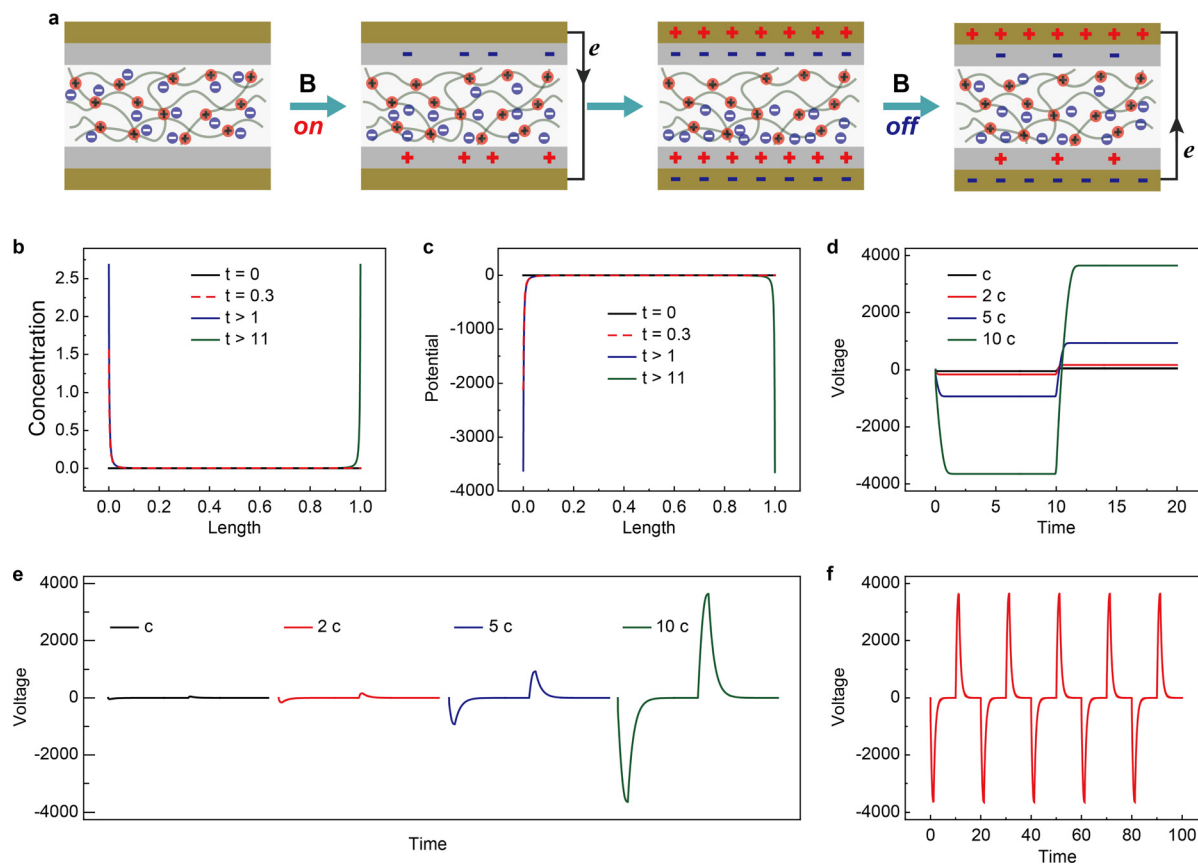 a
B
on
e
B
off
e
b
Concentration
2.5
2.0
1.5
1.0
0.5
0.0
t = 0
t = 0.3
t > 1
t > 11
0.0 0.2 0.4 0.6 0.8 1.0
Length
c
Potential
0
-1000
-2000
-3000
-4000
t = 0
t = 0.3
t > 1
t > 11
0.0 0.2 0.4 0.6 0.8 1.0
Length
d
Voltage
4000
2000
0
-2000
-4000
c
2 c
5 c
10 c
0 5 10 15 20
Time
e
Voltage
4000
2000
0
-2000
-4000
c
2 c
5 c
10 c
Time
f
Voltage
4000
2000
0
-2000
-4000
0 20 40 60 80 100
Time